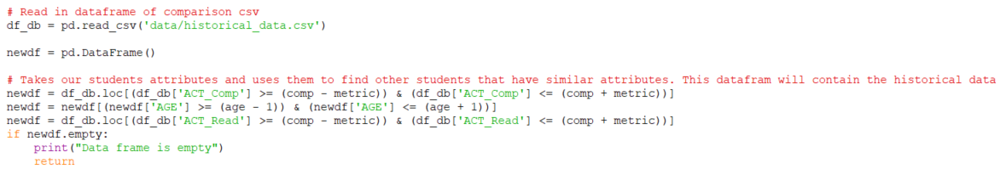 # Read in dataframe of comparison csv
df_db = pd.read_csv('data/historical_data.csv')
newdf = pd.DataFrame()
# Takes our students attributes and uses them to find other students that have similar attributes. This datafram will contain the historical data
newdf = df_db.loc[(df_db['ACT_Comp'] >= (comp - metric)) & (df_db['ACT_Comp'] <= (comp + metric))]
newdf = newdf[(newdf['AGE'] >= (age - 1)) & (newdf['AGE'] <= (age + 1))]
newdf = df_db.loc[(df_db['ACT_Read'] >= (comp - metric)) & (df_db['ACT_Read'] <= (comp + metric))]
if newdf.empty:
    print("Data frame is empty")
    return